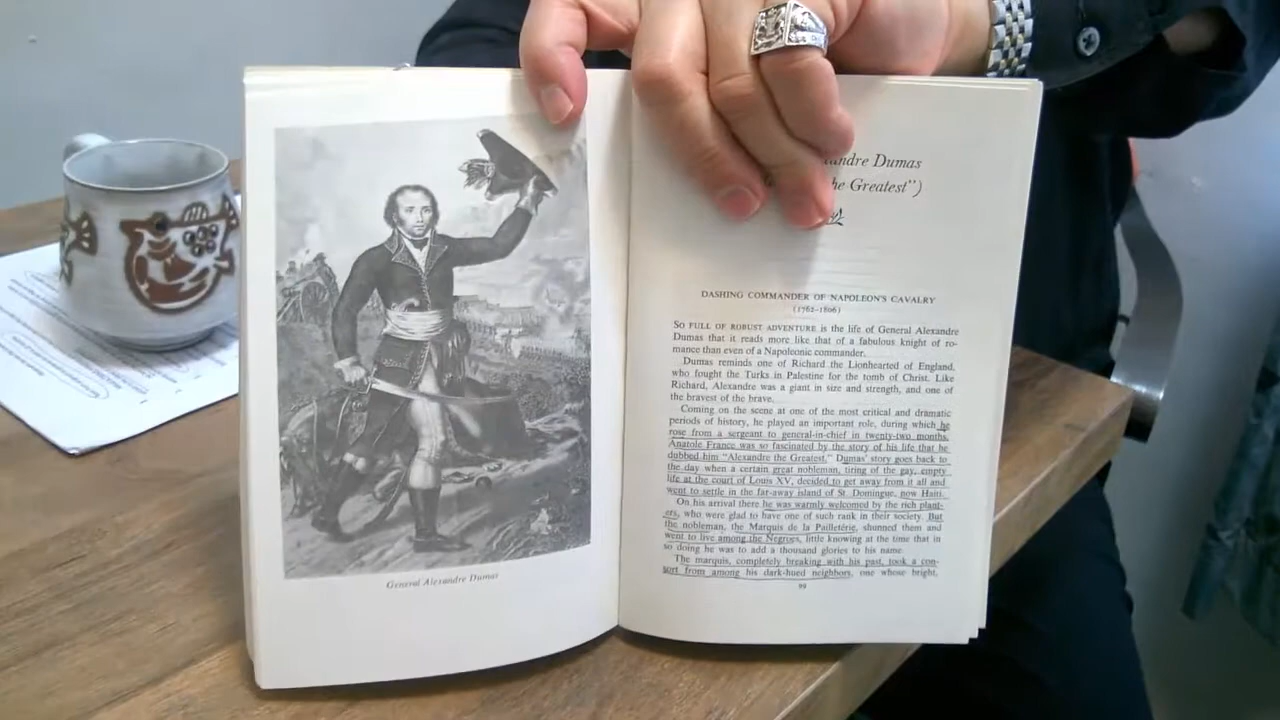 General Alexandre Dumas
andre Dumas
he Greatest")
DASHING COMMANDER OF NAPOLEON'S CAVALRY
(1762–1806)
SO FULL OF ROBUST ADVENTURE is the life of General Alexandre
Dumas that it reads more like that of a fabulous knight of ro-
mance than even of a Napoleonic commander.
Dumas reminds one of Richard the Lionhearted of England,
who fought the Turks in Palestine for the tomb of Christ. Like
Richard, Alexandre was a giant in size and strength, and one of
the bravest of the brave.
Coming on the scene at one of the most critical and dramatic
periods of history, he played an important role, during which he
rose from a sergeant to general-in-chief in twenty-two months.
Anatole France was so fascinated by the story of his life that he
dubbed him "Alexandre the Greatest." Dumas' story goes back to
the day when a certain great nobleman, tiring of the gay, empty
life at the court of Louis XV, decided to get away from it all and
went to settle in the far-away island of St. Domingue, now Haiti.
On his arrival there he was warmly welcomed by the rich plant-
ers, who were glad to have one of such rank in their society. But
the nobleman, the Marquis de la Pailletérie, shunned them and
went to live among the Negroes, little knowing at the time that in
so doing he was to add a thousand glories to his name
The marquis, completely breaking with his past, took a con-
sort from among his dark-hued neighbors, one whose bright,
99